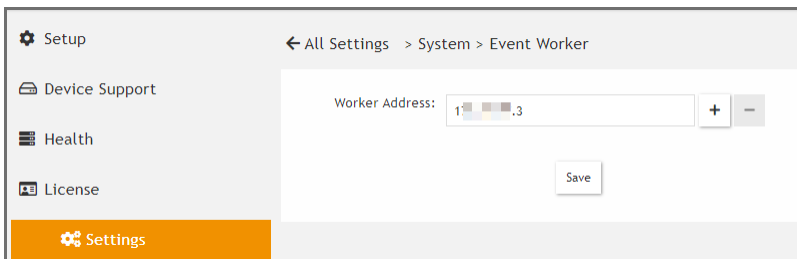 Setup
Device Support
Health
License
Settings
All Settings > System > Event Worker
Worker Address:
+ −
Save